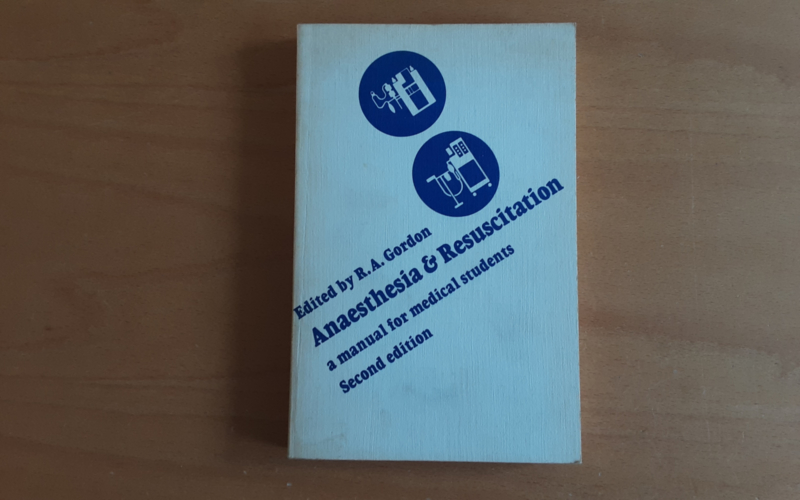 Edited by R. A. Gordon
Anaesthesia & Resuscitation
a manual for medical students
Second edition